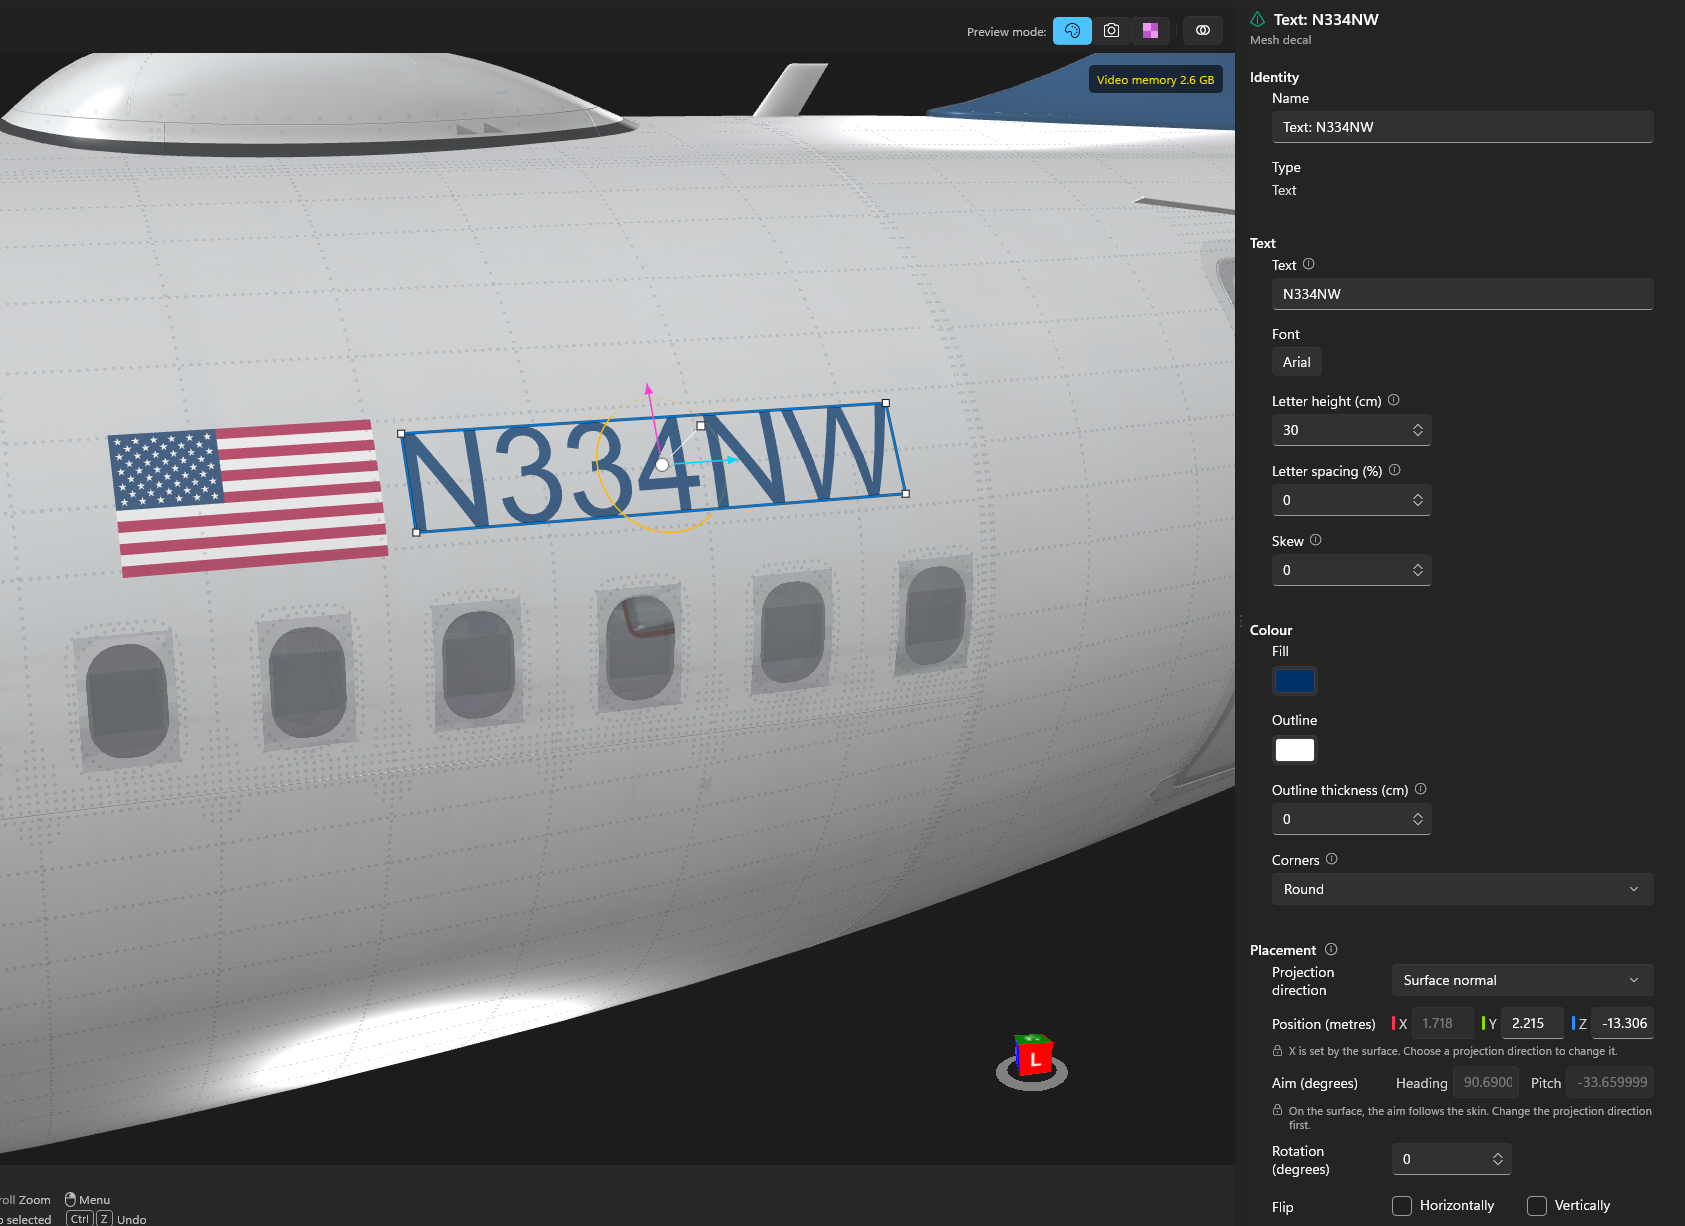 Preview mode:
Video memory 2.6 GB
N334NW
L
roll Zoom
Menu
selected
Ctrl
Z
Undo
Text: N334NW
Mesh decal
Identity
Name
Text: N334NW
Type
Text
Text
Text
N334NW
Font
Arial
Letter height (cm)
30
Letter spacing (%)
0
Skew
0
Colour
Fill
Outline
Outline thickness (cm)
0
Corners
Round
Placement
Projection
direction
Surface normal
Position (metres) X 1.718 Y 2.215 Z -13.306
X is set by the surface. Choose a projection direction to change it.
Aim (degrees) Heading 90.6900 Pitch -33.659999
On the surface, the aim follows the skin. Change the projection direction
first.
Rotation
(degrees)
0
Flip Horizontally Vertically